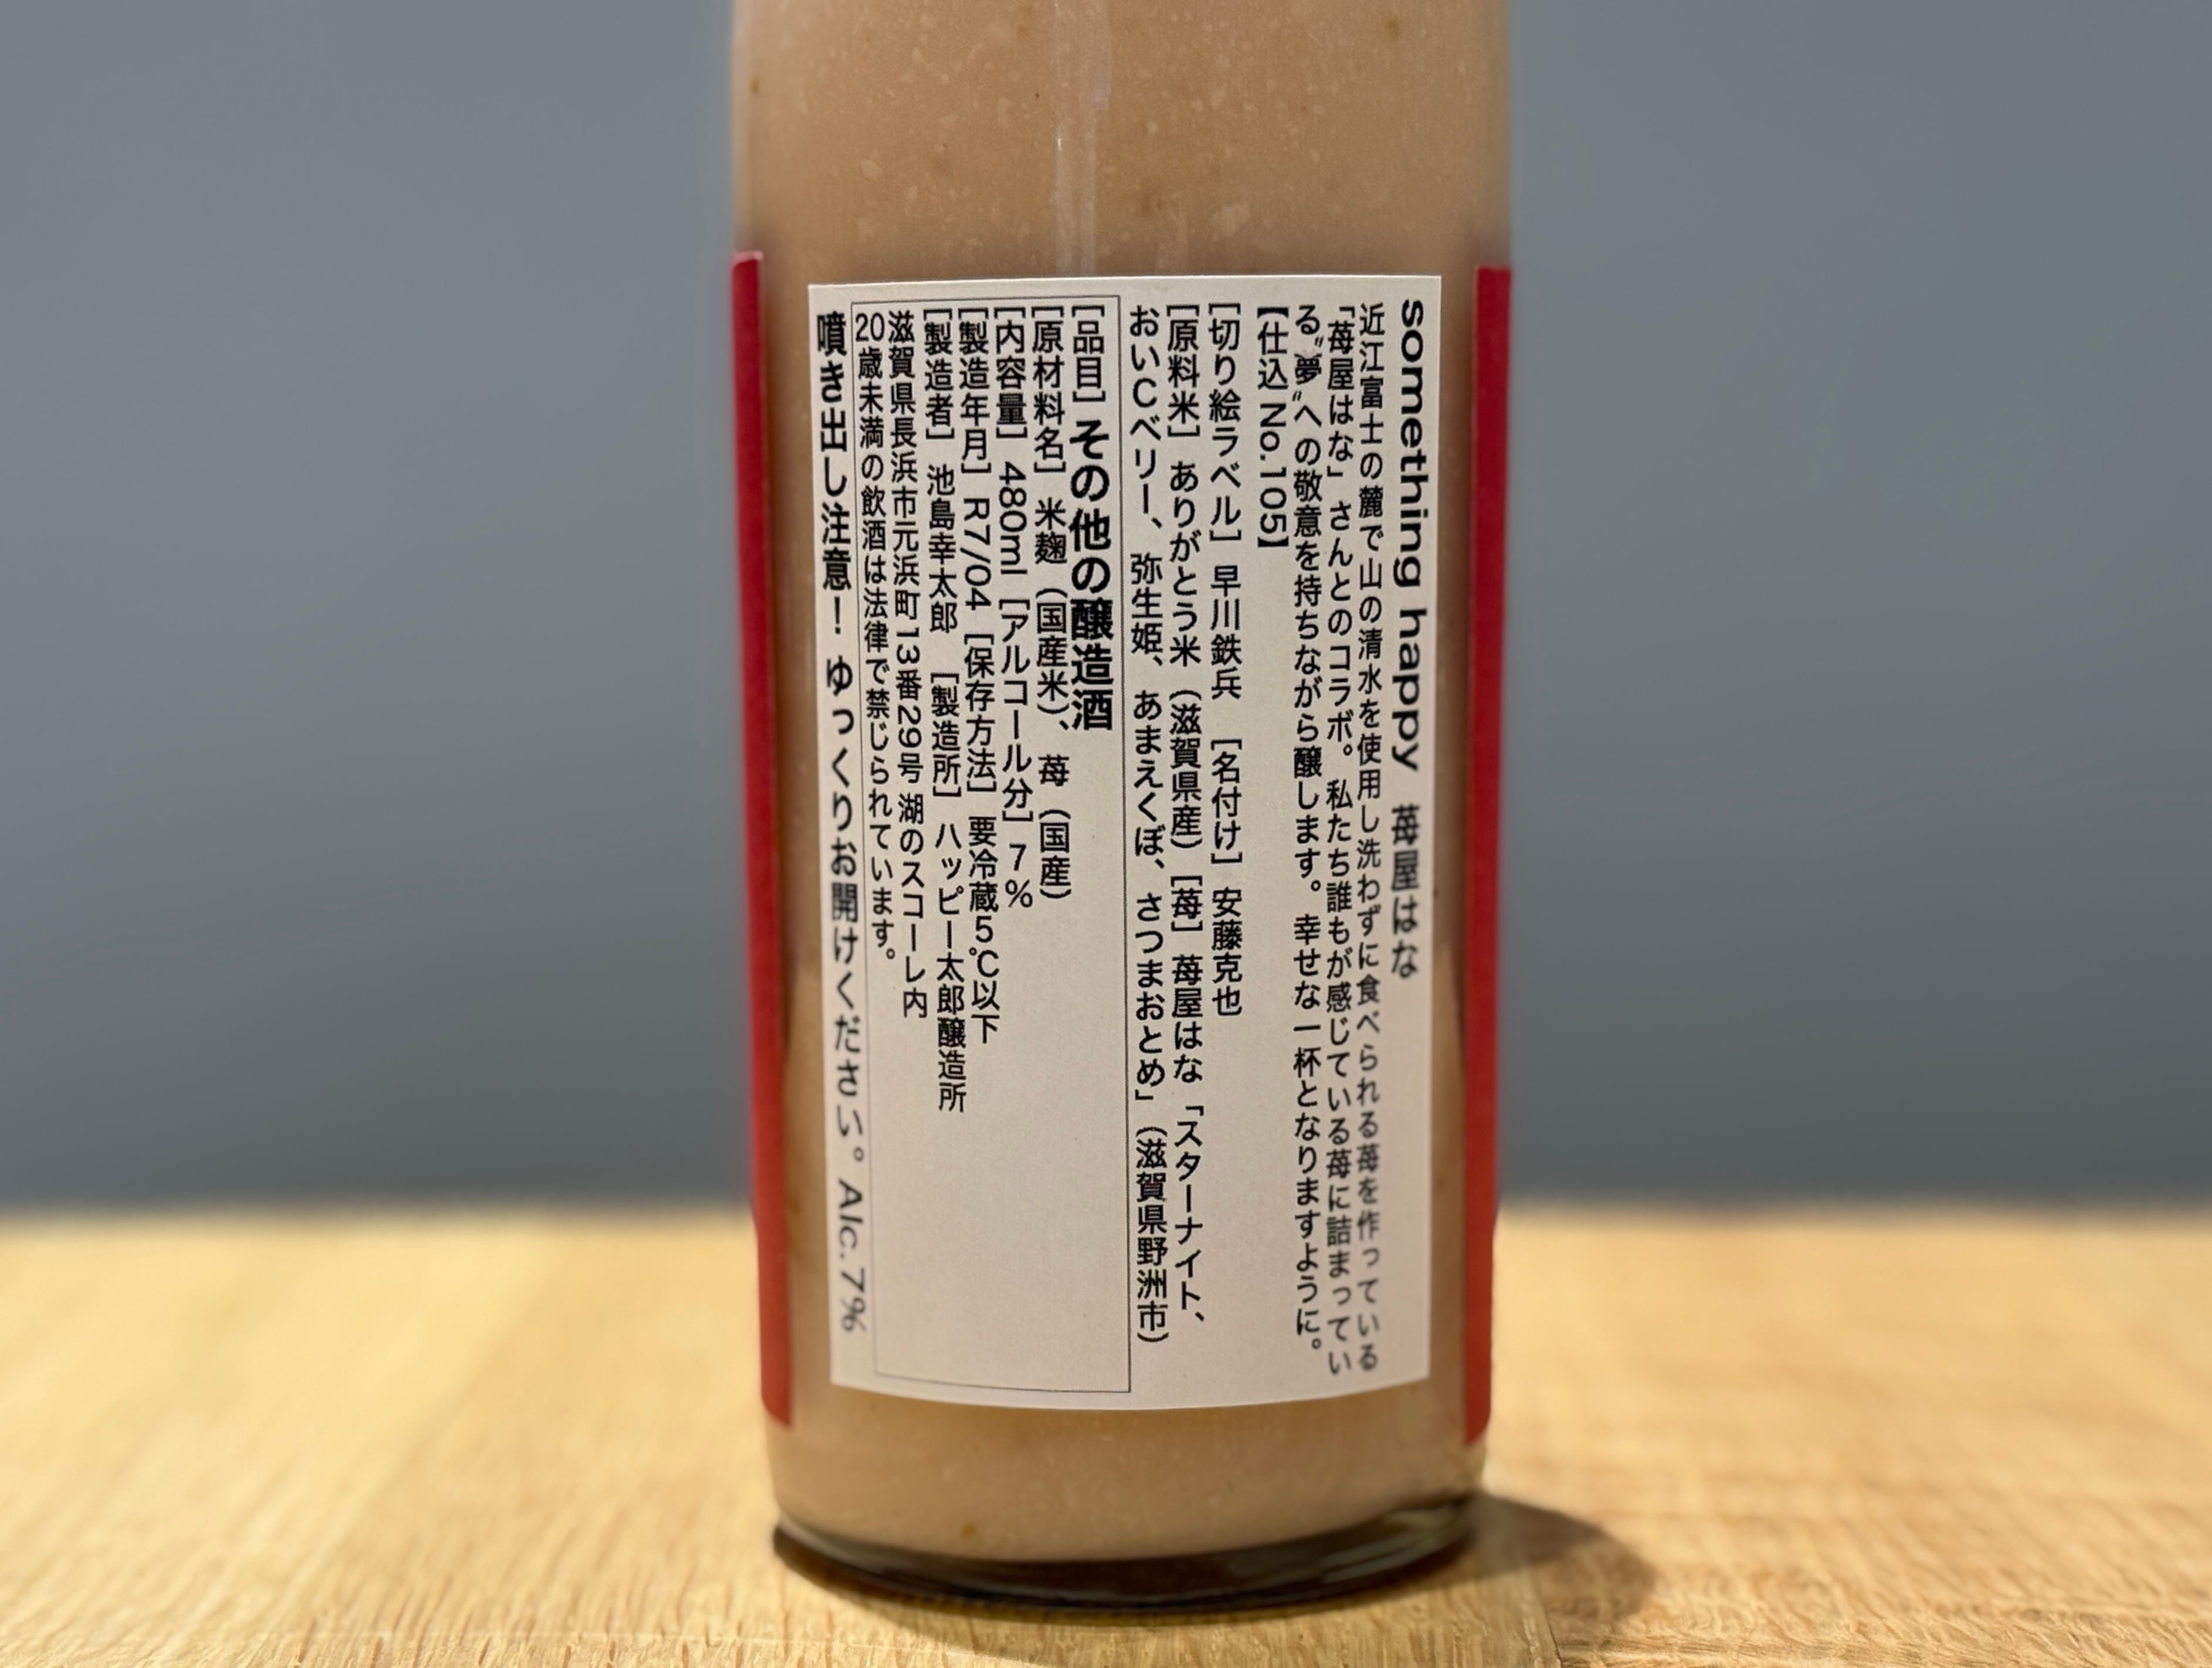 something happy 苺屋はな
近江富士の麓で山の清水を使用し洗わずに食べられる苺を作っている
「苺屋はな」さんとのコラボ。私たち誰もが感じている苺に詰まってい
る〝夢〟への敬意を持ちながら醸します。幸せな一杯となりますように。
【仕込No.105】
［切り絵ラベル］早川鉄兵 ［名付け］安藤克也
［原料米］ありがとう米（滋賀県産）［苺］苺屋はな「スターナイト、
おいCベリー、弥生姫、あまえくぼ、さつまおとめ」（滋賀県野洲市）
［品目］その他の醸造酒
［原材料名］米麹（国産米）、苺（国産）
［内容量］480ml［アルコール分］7％
［製造年月］R7/04［保存方法］要冷蔵5℃以下
［製造者］池島幸太郎 ［製造所］ハッピー太郎醸造所
滋賀県長浜市元浜町13番29号 湖のスコーレ内
20歳未満の飲酒は法律で禁じられています。
噴き出し注意！ゆっくりお開けください。Alc.7%